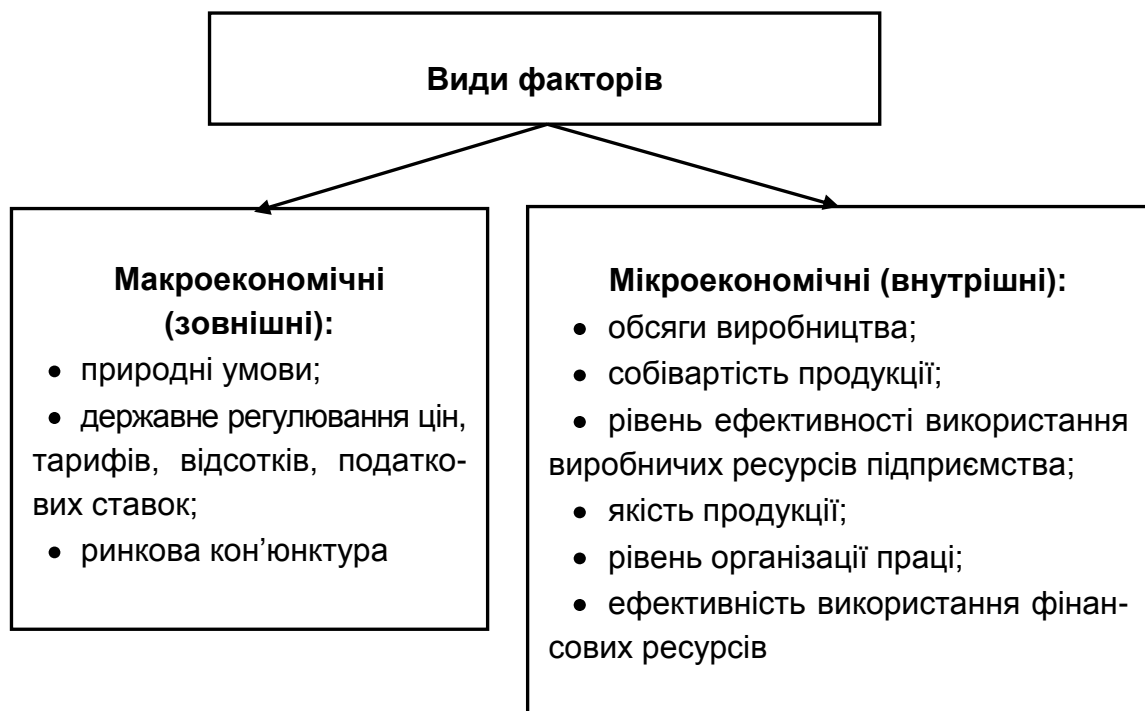 Види факторів
Макроекономічні
(зовнішні):
• природні умови;
• державне регулювання цін,
тарифів, відсотків, податко-
вих ставок;
• ринкова кон’юнктура
Мікроекономічні (внутрішні):
• обсяги виробництва;
• собівартість продукції;
• рівень ефективності використання
виробничих ресурсів підприємства;
• якість продукції;
• рівень організації праці;
• ефективність використання фінан-
сових ресурсів